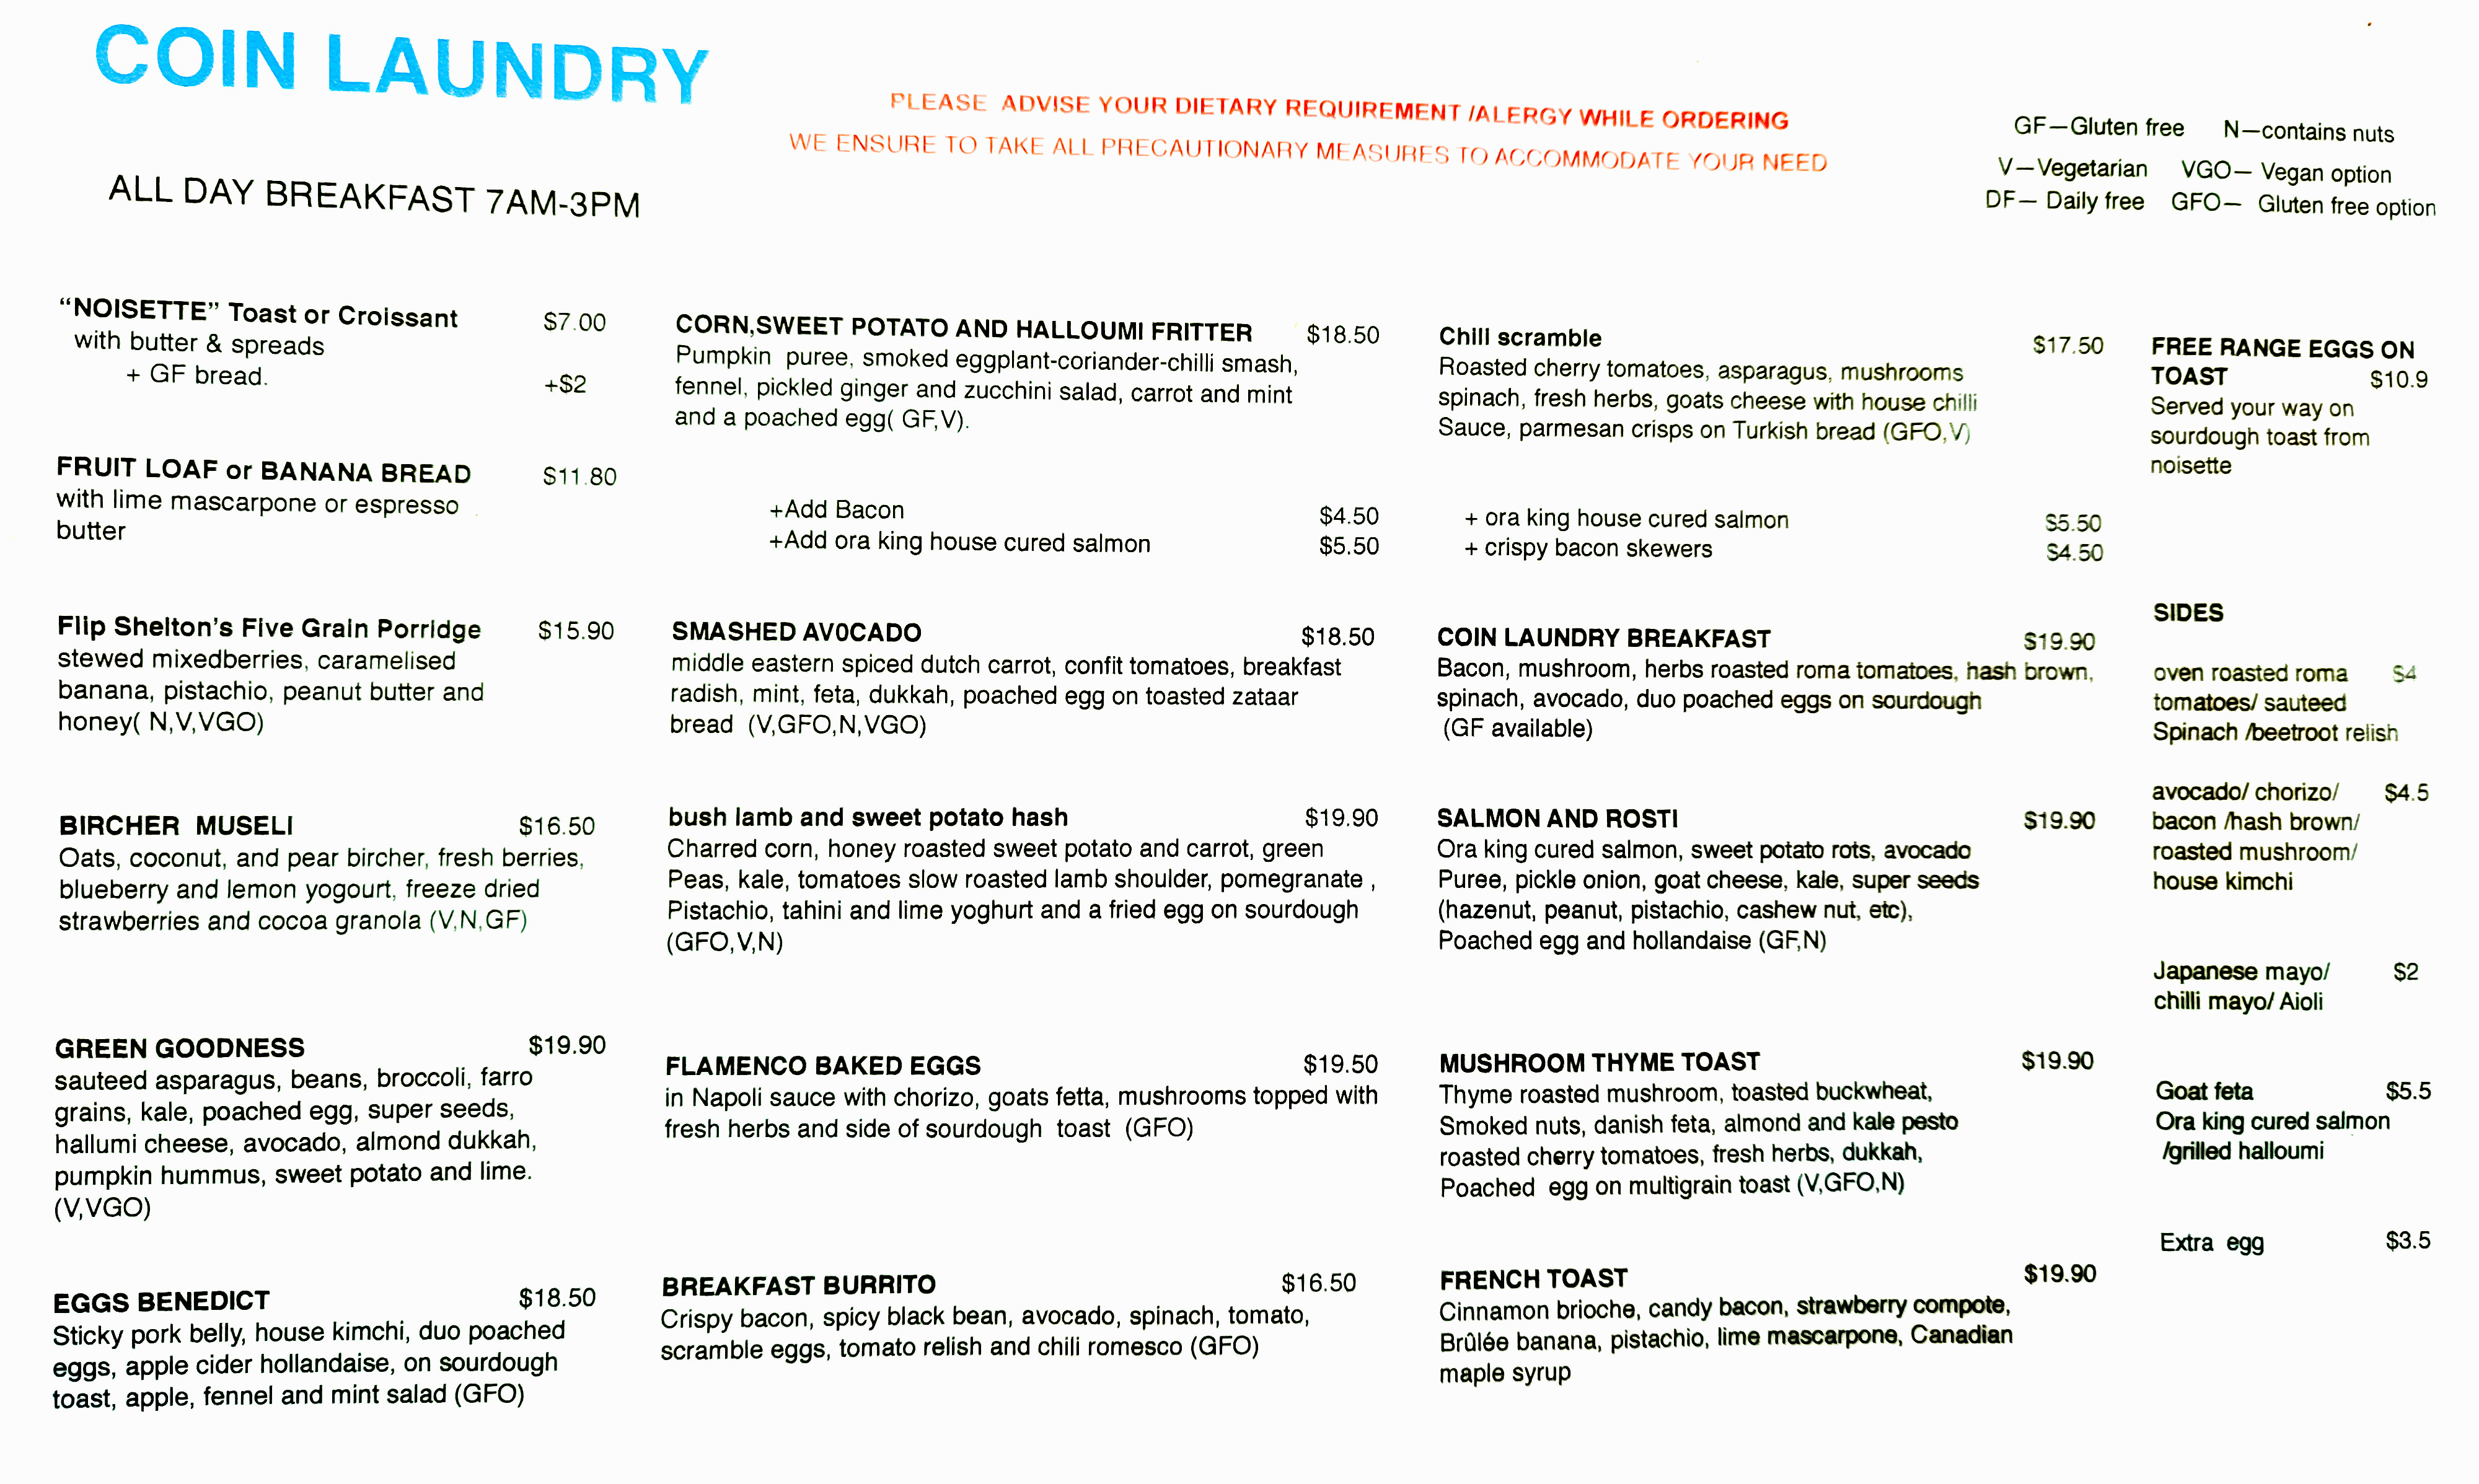 COIN LAUNDRY
PLEASE ADVISE YOUR DIETARY REQUIREMENT /ALERGY WHILE ORDERING
WE ENSURE TO TAKE ALL PRECAUTIONARY MEASURES TO ACCOMMODATE YOUR NEED
GF—Gluten free N—contains nuts
V—Vegetarian VGO— Vegan option
DF— Daily free GFO— Gluten free option
ALL DAY BREAKFAST 7AM-3PM
“NOISETTE” Toast or Croissant $7.00
with butter & spreads
+ GF bread. +$2
FRUIT LOAF or BANANA BREAD $11.80
with lime mascarpone or espresso
butter
Flip Shelton's Five Grain Porridge $15.90
stewed mixedberries, caramelised
banana, pistachio, peanut butter and
honey( N,V,VGO)
BIRCHER MUSELI $16.50
Oats, coconut, and pear bircher, fresh berries,
blueberry and lemon yogourt, freeze dried
strawberries and cocoa granola (V,N,GF)
GREEN GOODNESS $19.90
sauteed asparagus, beans, broccoli, farro
grains, kale, poached egg, super seeds,
hallumi cheese, avocado, almond dukkah,
pumpkin hummus, sweet potato and lime.
(V,VGO)
EGGS BENEDICT $18.50
Sticky pork belly, house kimchi, duo poached
eggs, apple cider hollandaise, on sourdough
toast, apple, fennel and mint salad (GFO)
CORN,SWEET POTATO AND HALLOUMI FRITTER $18.50
Pumpkin puree, smoked eggplant-coriander-chilli smash,
fennel, pickled ginger and zucchini salad, carrot and mint
and a poached egg( GF,V).
+Add Bacon $4.50
+Add ora king house cured salmon $5.50
SMASHED AV0CADO $18.50
middle eastern spiced dutch carrot, confit tomatoes, breakfast
radish, mint, feta, dukkah, poached egg on toasted zataar
bread (V,GFO,N,VGO)
bush lamb and sweet potato hash $19.90
Charred corn, honey roasted sweet potato and carrot, green
Peas, kale, tomatoes slow roasted lamb shoulder, pomegranate ,
Pistachio, tahini and lime yoghurt and a fried egg on sourdough
(GFO,V,N)
FLAMENCO BAKED EGGS $19.50
in Napoli sauce with chorizo, goats fetta, mushrooms topped with
fresh herbs and side of sourdough toast (GFO)
BREAKFAST BURRITO $16.50
Crispy bacon, spicy black bean, avocado, spinach, tomato,
scramble eggs, tomato relish and chili romesco (GFO)
Chili scramble $17.50
Roasted cherry tomatoes, asparagus, mushrooms
spinach, fresh herbs, goats cheese with house chilli
Sauce, parmesan crisps on Turkish bread (GFO,V)
+ ora king house cured salmon $5.50
+ crispy bacon skewers $4.50
COIN LAUNDRY BREAKFAST $19.90
Bacon, mushroom, herbs roasted roma tomatoes, hash brown,
spinach, avocado, duo poached eggs on sourdough
(GF available)
SALMON AND ROSTI $19.90
Ora king cured salmon, sweet potato rots, avocado
Puree, pickle onion, goat cheese, kale, super seeds
(hazenut, peanut, pistachio, cashew nut, etc),
Poached egg and hollandaise (GF,N)
MUSHROOM THYME TOAST $19.90
Thyme roasted mushroom, toasted buckwheat,
Smoked nuts, danish feta, almond and kale pesto
roasted cherry tomatoes, fresh herbs, dukkah,
Poached egg on multigrain toast (V,GFO,N)
FRENCH TOAST $19.90
Cinnamon brioche, candy bacon, strawberry compote,
Brûlée banana, pistachio, lime mascarpone, Canadian
maple syrup
FREE RANGE EGGS ON
TOAST $10.9
Served your way on
sourdough toast from
noisette
SIDES
oven roasted roma $4
tomatoes/ sauteed
Spinach /beetroot relish
avocado/ chorizo/ $4.5
bacon /hash brown/
roasted mushroom/
house kimchi
Japanese mayo/ $2
chilli mayo/ Aioli
Goat feta $5.5
Ora king cured salmon
/grilled halloumi
Extra egg $3.5